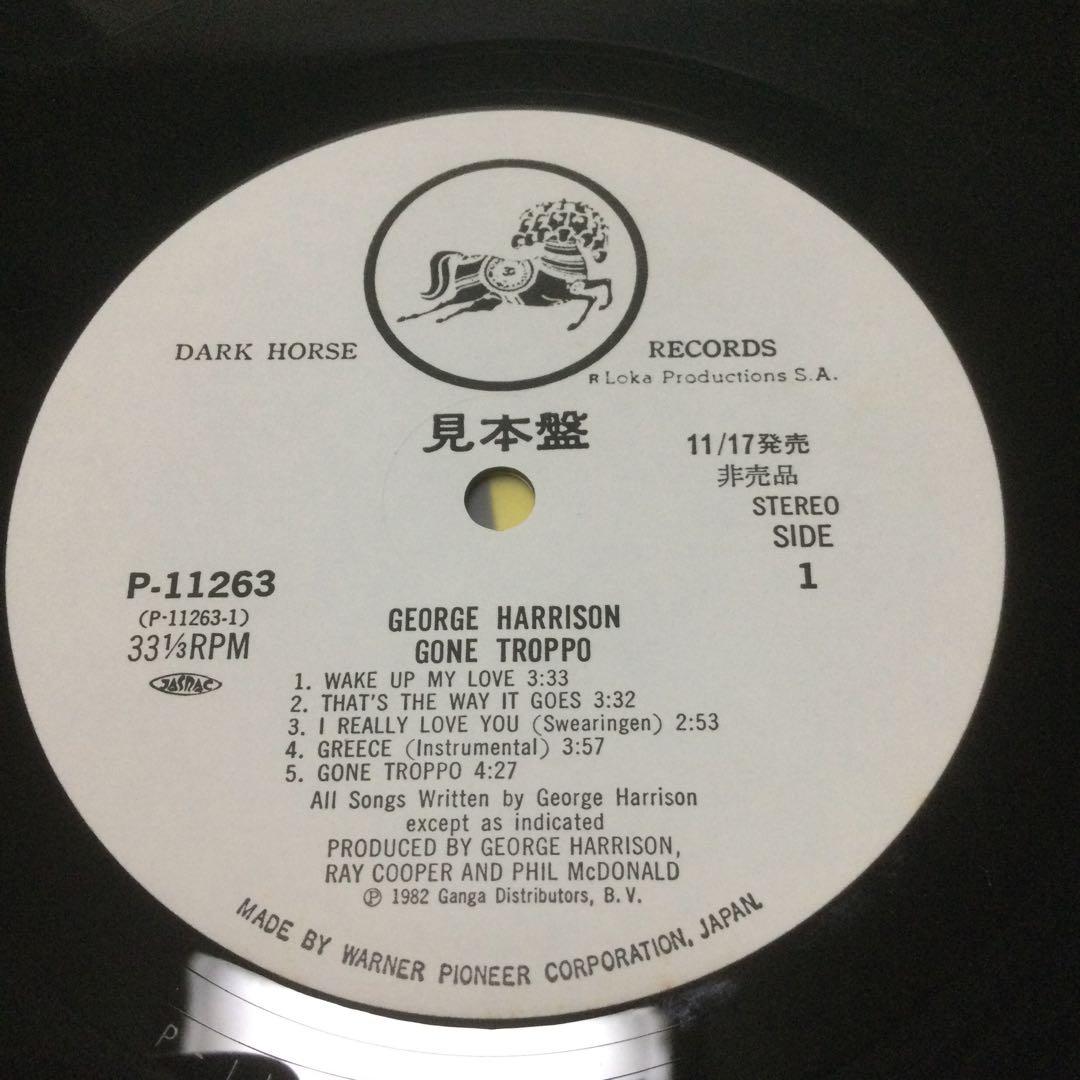 DARK HORSE RECORDS
R Loka Productions S.A.
見本盤
11/17発売
非売品
STEREO
SIDE
1
P-11263
(P-11263-1)
33⅓RPM
JASRAC
GEORGE HARRISON
GONE TROPPO
1. WAKE UP MY LOVE 3:33
2. THAT'S THE WAY IT GOES 3:32
3. I REALLY LOVE YOU (Swearingen) 2:53
4. GREECE (Instrumental) 3:57
5. GONE TROPPO 4:27
All Songs Written by George Harrison
except as indicated
PRODUCED BY GEORGE HARRISON,
RAY COOPER AND PHIL McDONALD
Ⓟ 1982 Ganga Distributors, B. V.
MADE BY WARNER PIONEER CORPORATION, JAPAN.